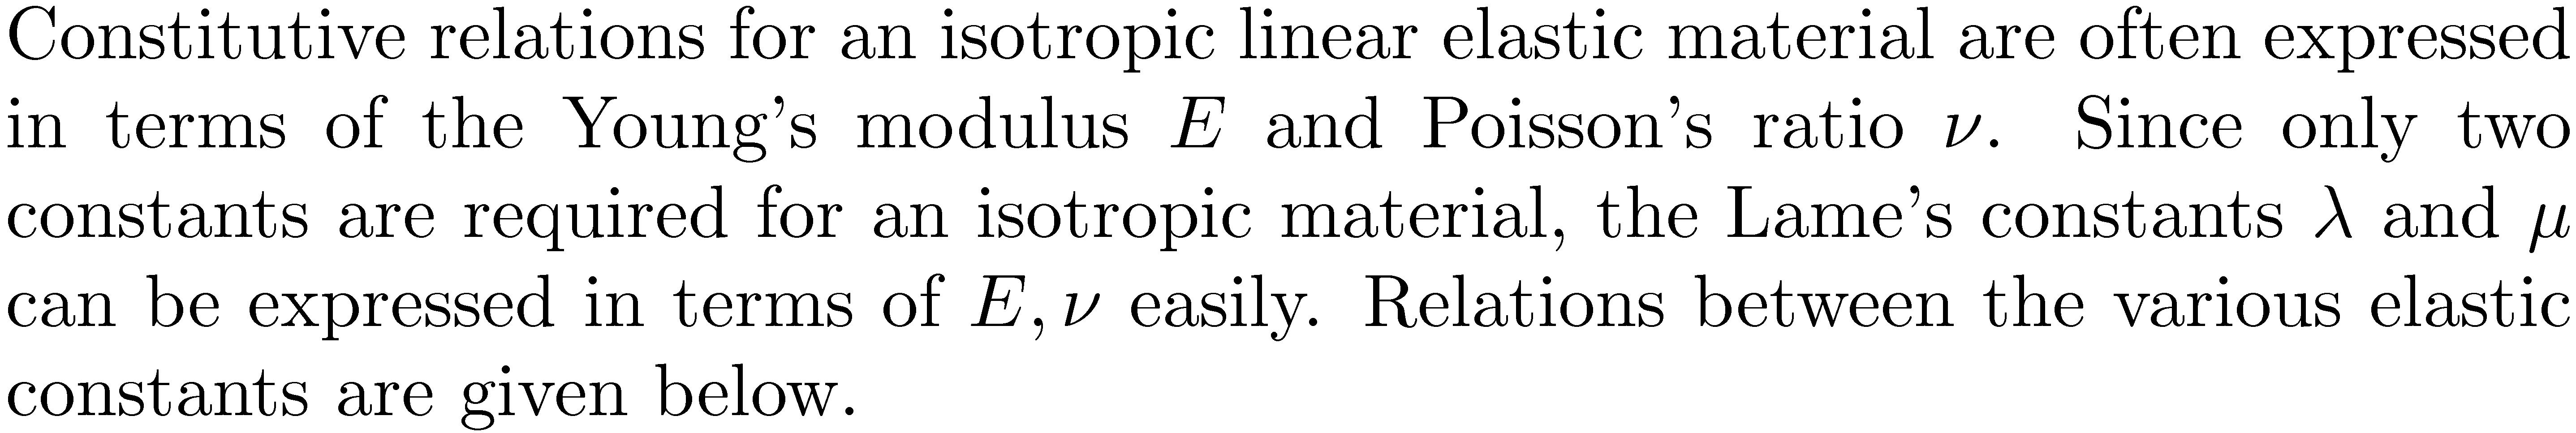 Constitutive relations for an isotropic linear elastic material are often expressed
in terms of the Young's modulus E and Poisson's ratio ν. Since only two
constants are required for an isotropic material, the Lame's constants λ and μ
can be expressed in terms of E, ν easily. Relations between the various elastic
constants are given below.